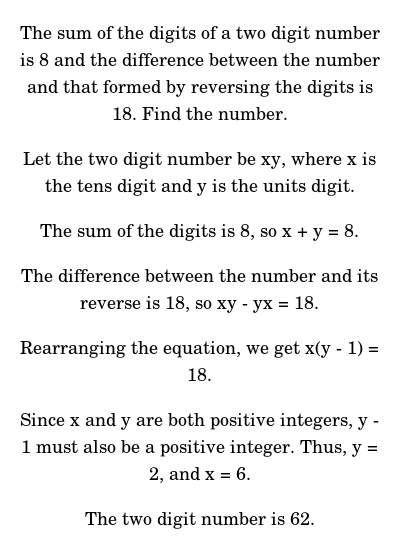 The sum of the digits of a two digit number
is 8 and the difference between the number
and that formed by reversing the digits is
18. Find the number.
Let the two digit number be xy, where x is
the tens digit and y is the units digit.
The sum of the digits is 8, so x + y = 8.
The difference between the number and its
reverse is 18, so xy - yx = 18.
Rearranging the equation, we get x(y - 1) =
18.
Since x and y are both positive integers, y -
1 must also be a positive integer. Thus, y =
2, and x = 6.
The two digit number is 62.